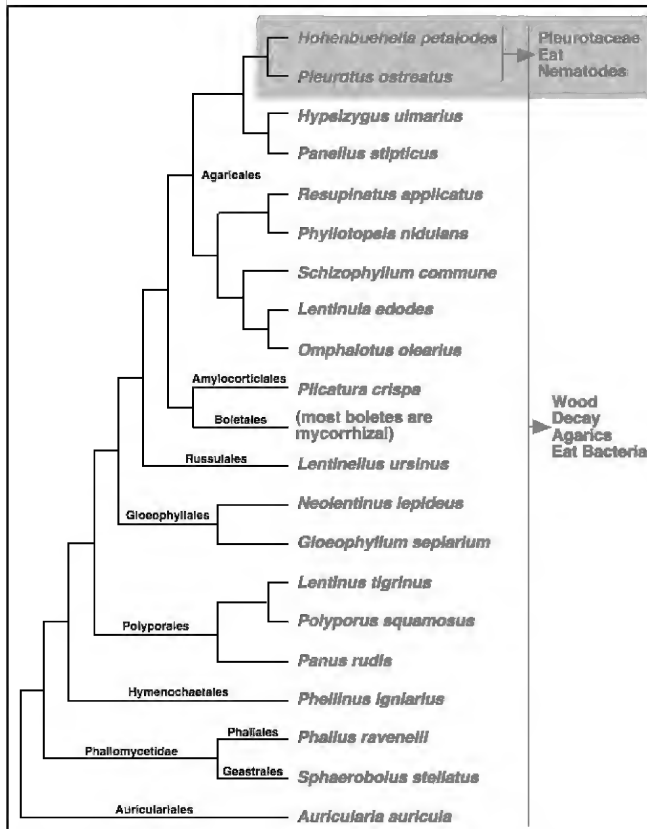 Hohenbuehelia petalodes
Pleurotaceae
Eat
Nematodes
Pleurotus ostreatus
Hypsizygus ulmarius
Panellus stipticus
Agaricales
Resupinatus applicatus
Phyllotopsis nidulans
Schizophyllum commune
Lentinula edodes
Omphalotus olearius
Amylocorticiales
Plicatura crispa
Boletales
(most boletes are
mycorrhizal)
Wood
Decay
Agarics
Eat Bacteria
Russulales
Lentinellus ursinus
Neolentinus lepideus
Gloeophyllales
Gloeophyllum sepiarium
Lentinus tigrinus
Polyporus squamosus
Polyporales
Panus rudis
Hymenochaetales
Phellinus igniarius
Phallales
Phallus ravenelii
Phallomycetidae
Geastrales
Sphaerobolus stellatus
Auriculariales
Auricularia auricula